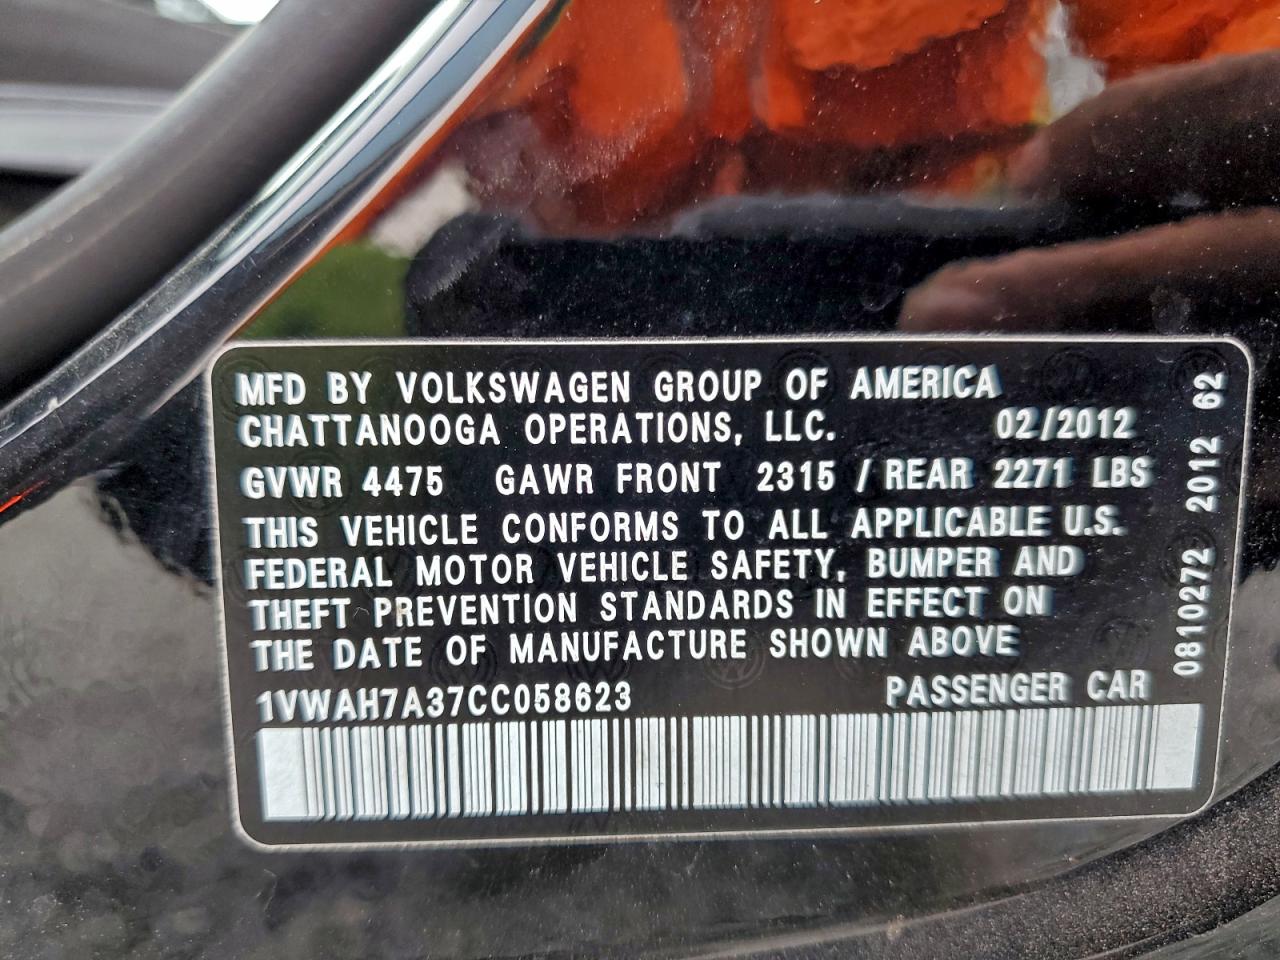 MFD BY VOLKSWAGEN GROUP OF AMERICA
CHATTANOOGA OPERATIONS, LLC. 02/2012
GVWR 4475 GAWR FRONT 2315 / REAR 2271 LBS
THIS VEHICLE CONFORMS TO ALL APPLICABLE U.S.
FEDERAL MOTOR VEHICLE SAFETY, BUMPER AND
THEFT PREVENTION STANDARDS IN EFFECT ON
THE DATE OF MANUFACTURE SHOWN ABOVE
1VWAH7A37CC058623 PASSENGER CAR
0810272 2012 62